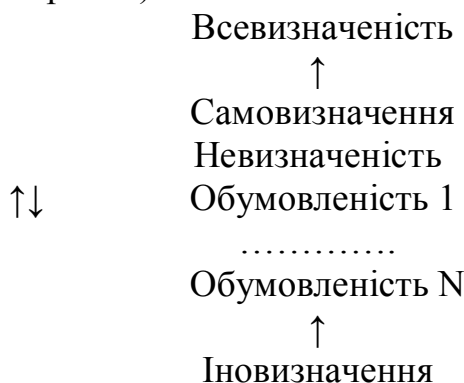 Всевизначеність
↑
Самовизначення
Невизначеність
↑↓ Обумовленість 1
………….
Обумовленість N
↑
Іновизначення